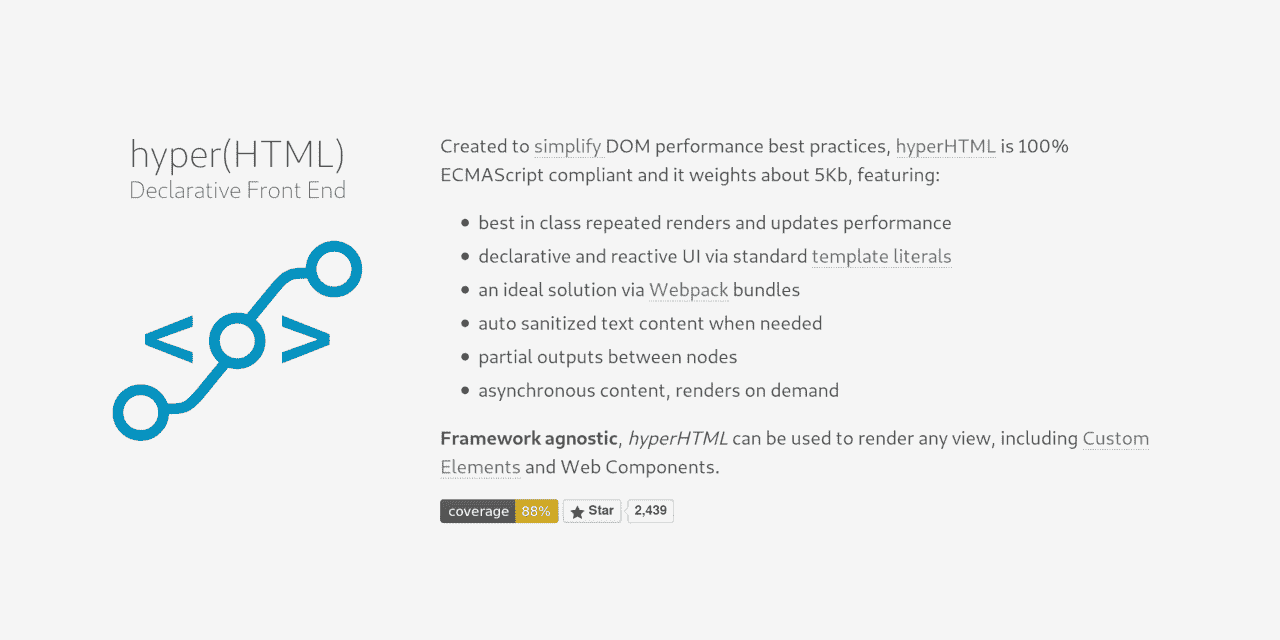 hyper(HTML)
Declarative Front End
Created to simplify DOM performance best practices, hyperHTML is 100%
ECMAScript compliant and it weights about 5Kb, featuring:
• best in class repeated renders and updates performance
• declarative and reactive UI via standard template literals
• an ideal solution via Webpack bundles
• auto sanitized text content when needed
• partial outputs between nodes
• asynchronous content, renders on demand
Framework agnostic, hyperHTML can be used to render any view, including Custom
Elements and Web Components.
coverage 88% Star 2,439